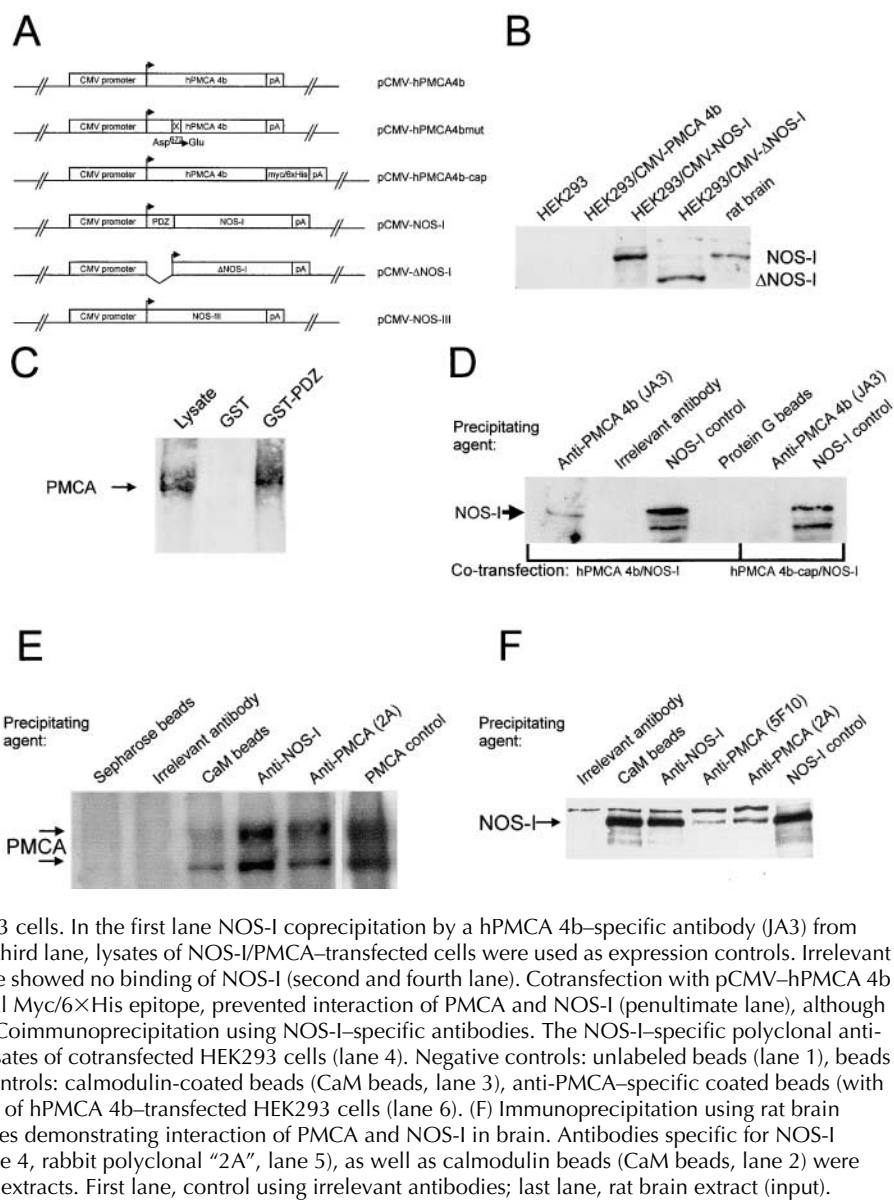 A
CMV promoter hPMCA 4b pA pCMV-hPMCA4b
CMV promoter X hPMCA 4b pA pCMV-hPMCA4bmut
Asp672 Glu
CMV promoter hPMCA 4b myc/6xHis pA pCMV-hPMCA4b-cap
CMV promoter PDZ NOS-I pA pCMV-NOS-I
CMV promoter ΔNOS-I pA pCMV-ΔNOS-I
CMV promoter NOS-III pA pCMV-NOS-III
B
HEK293
HEK293/CMV-PMCA 4b
HEK293/CMV-NOS-I
HEK293/CMV-ΔNOS-I
rat brain
NOS-I
ΔNOS-I
C
Lysate
GST
GST-PDZ
PMCA
D
Precipitating
agent:
Anti-PMCA 4b (JA3)
Irrelevant antibody
NOS-I control
Protein G beads
Anti-PMCA 4b (JA3)
NOS-I control
NOS-I
Co-transfection: hPMCA 4b/NOS-I hPMCA 4b-cap/NOS-I
E
Precipitating
agent:
Sepharose beads
Irrelevant antibody
CaM beads
Anti-NOS-I
Anti-PMCA (2A)
PMCA control
PMCA
F
Precipitating
agent:
Irrelevant antibody
CaM beads
Anti-NOS-I
Anti-PMCA (5F10)
Anti-PMCA (2A)
NOS-I control
NOS-I
3 cells. In the first lane NOS-I coprecipitation by a hPMCA 4b–specific antibody (JA3) from
third lane, lysates of NOS-I/PMCA–transfected cells were used as expression controls. Irrelevant
e showed no binding of NOS-I (second and fourth lane). Cotransfection with pCMV–hPMCA 4b
al Myc/6×His epitope, prevented interaction of PMCA and NOS-I (penultimate lane), although
Coimmunoprecipitation using NOS-I–specific antibodies. The NOS-I–specific polyclonal anti-
sates of cotransfected HEK293 cells (lane 4). Negative controls: unlabeled beads (lane 1), beads
ontrols: calmodulin-coated beads (CaM beads, lane 3), anti-PMCA–specific coated beads (with
of hPMCA 4b–transfected HEK293 cells (lane 6). (F) Immunoprecipitation using rat brain
es demonstrating interaction of PMCA and NOS-I in brain. Antibodies specific for NOS-I
e 4, rabbit polyclonal “2A”, lane 5), as well as calmodulin beads (CaM beads, lane 2) were
extracts. First lane, control using irrelevant antibodies; last lane, rat brain extract (input).